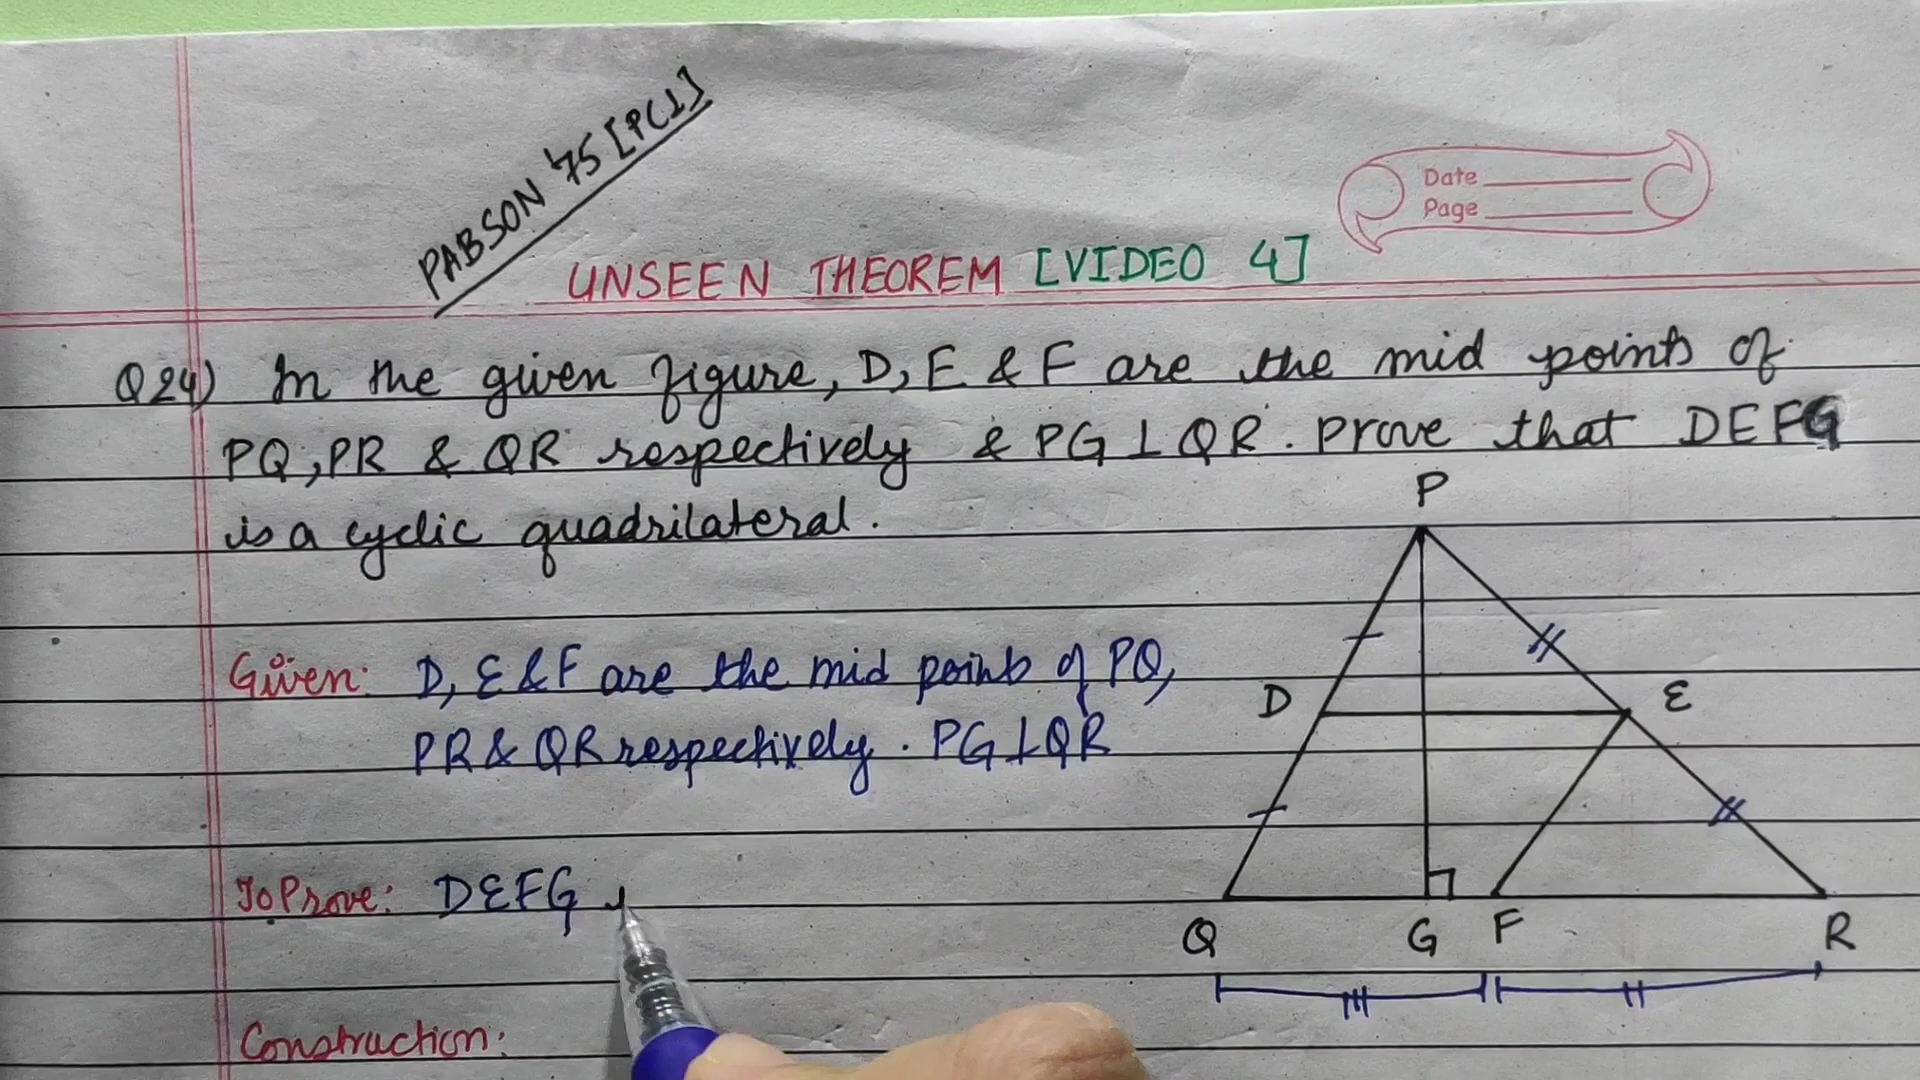 PABSON '75 [PCL]
Date
Page
UNSEEN THEOREM [VIDEO 4]
Q24) In the given figure, D, E & F are the mid points of
PQ, PR & QR respectively & PG ⊥ QR. Prove that DEFG
is a cyclic quadrilateral.
P
Given: D, E & F are the mid points of PQ,
D
E
PR & QR respectively. PG ⊥ QR
To Prove: DEFG
Q
G
F
R
Construction: